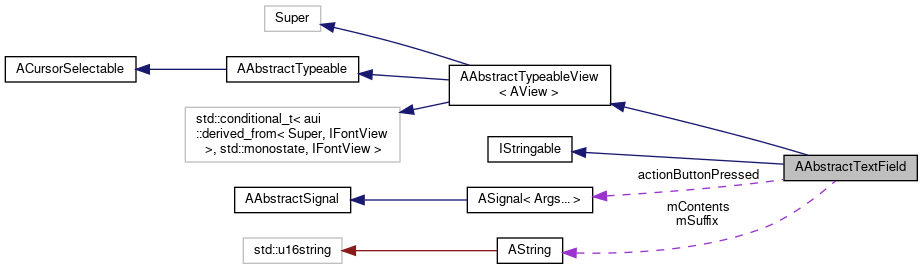 Super
ACursorSelectable
AAbstractTypeable
AAbstractTypeableView
< AView >
std::conditional_t< aui
::derived_from< Super, IFontView
>, std::monostate, IFontView >
IStringable
AAbstractTextField
actionButtonPressed
AAbstractSignal
ASignal< Args... >
mContents
mSuffix
std::u16string
AString